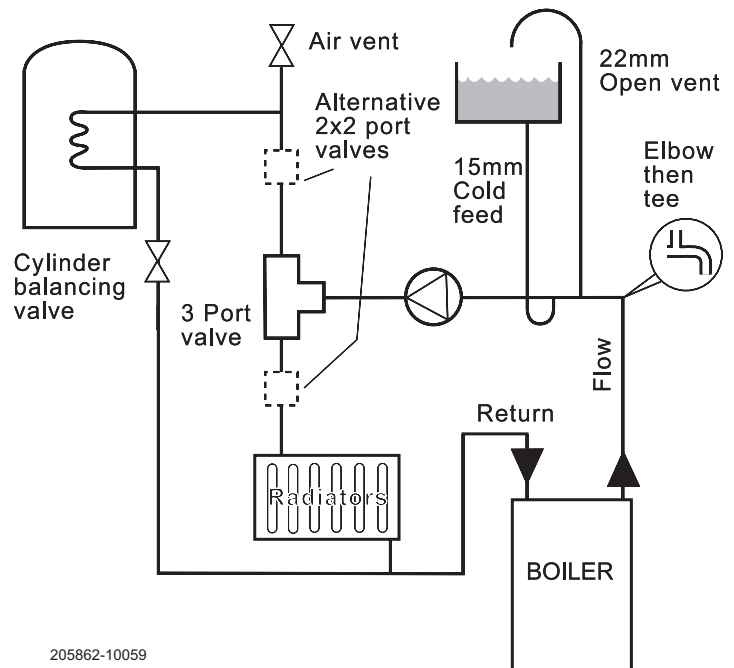 Air vent
Alternative
2x2 port
valves
22mm
Open vent
15mm
Cold
feed
Elbow
then
tee
Cylinder
balancing
valve
3 Port
valve
Flow
Return
Radiators
BOILER
205862-10059